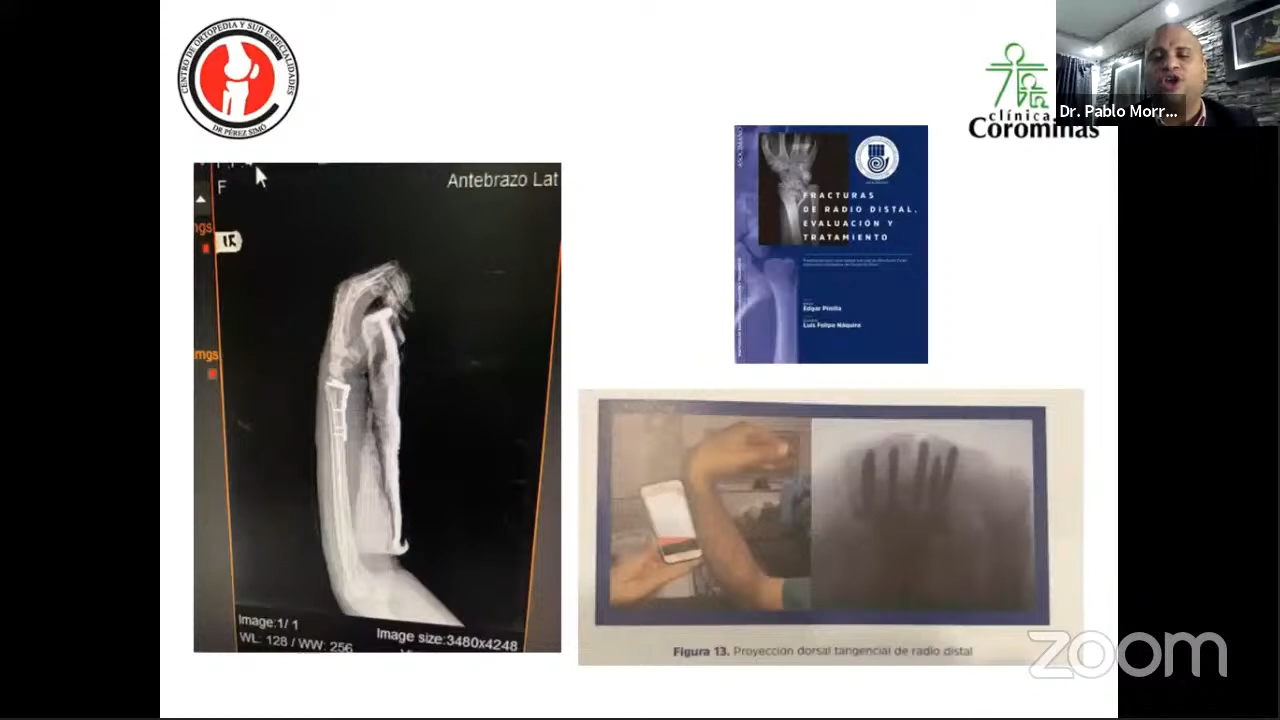 CENTRO DE ORTOPEDIA Y SUB ESPECIALIDADES
DR PÉREZ SIMÓ
clínica
Corominas
Dr. Pablo Morr...
F
Antebrazo Lat
Image:1/ 1
WL: 128 / WW: 256
Image size:3480x4248
FRACTURAS
DE RADIO DISTAL.
EVALUACIÓN Y
TRATAMIENTO
Edgar Pinilla
Luis Felipe Náquira
Figura 13. Proyección dorsal tangencial de radio distal
zoom